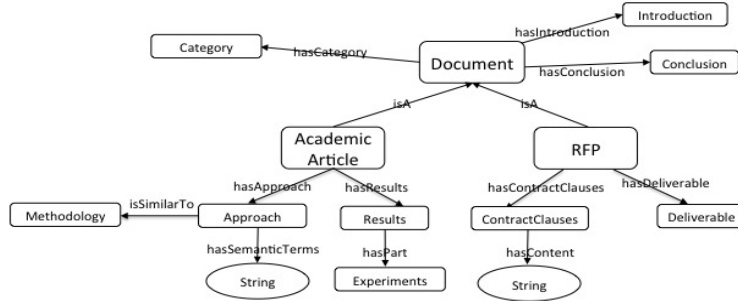 Introduction
hasIntroduction
Category
hasCategory
Document
hasConclusion
Conclusion
isA
isA
Academic
Article
RFP
hasApproach
hasResults
hasContractClauses
hasDeliverable
Methodology
isSimilarTo
Approach
Results
ContractClauses
Deliverable
hasSemanticTerms
hasPart
hasContent
String
Experiments
String